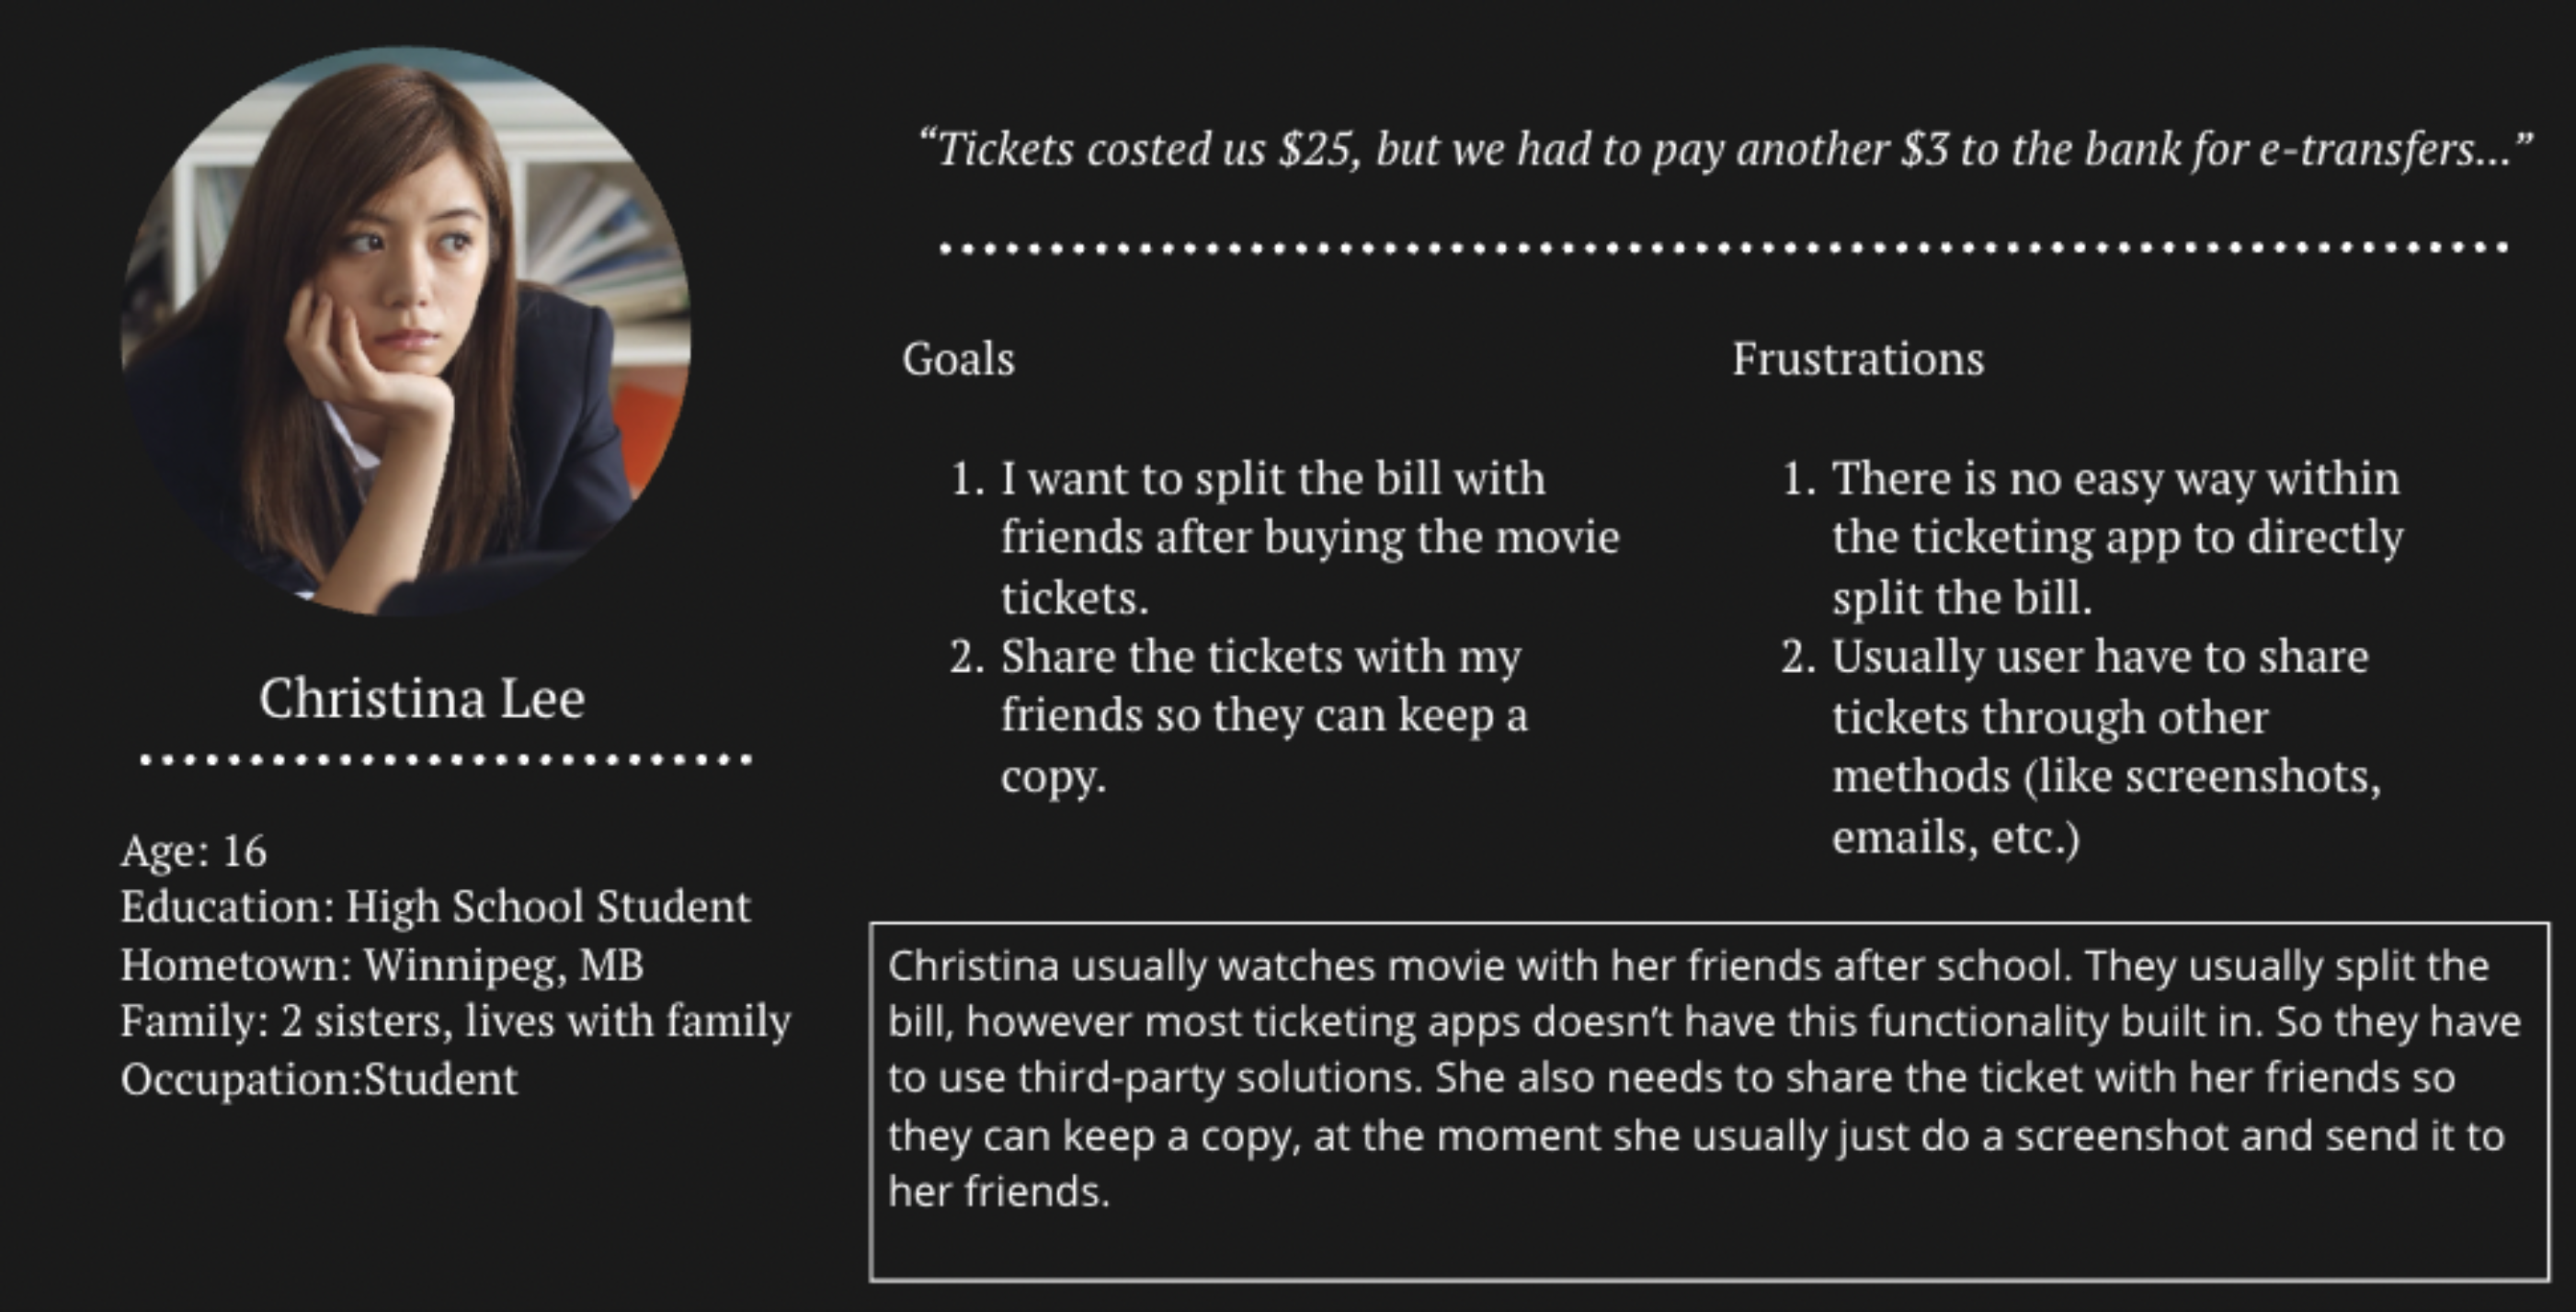 “Tickets costed us $25, but we had to pay another $3 to the bank for e-transfers...”
Christina Lee
Age: 16
Education: High School Student
Hometown: Winnipeg, MB
Family: 2 sisters, lives with family
Occupation:Student
Goals
1. I want to split the bill with
friends after buying the movie
tickets.
2. Share the tickets with my
friends so they can keep a
copy.
Frustrations
1. There is no easy way within
the ticketing app to directly
split the bill.
2. Usually user have to share
tickets through other
methods (like screenshots,
emails, etc.)
Christina usually watches movie with her friends after school. They usually split the
bill, however most ticketing apps doesn’t have this functionality built in. So they have
to use third-party solutions. She also needs to share the ticket with her friends so
they can keep a copy, at the moment she usually just do a screenshot and send it to
her friends.